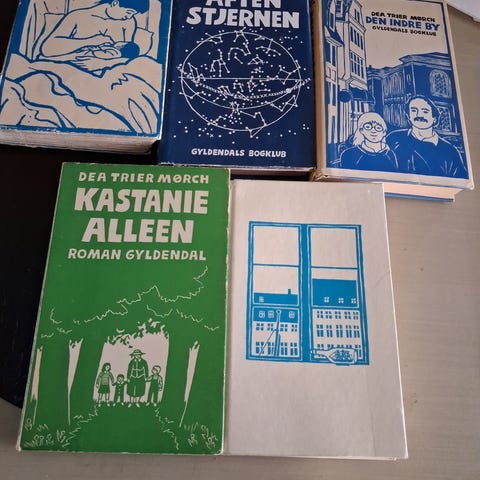 AFTEN
STJERNEN
GYLDENDALS BOGKLUB
DEA TRIER MØRCH
DEN INDRE BY
GYLDENDALS BOGKLUB
DEA TRIER MØRCH
KASTANIE
ALLEEN
ROMAN GYLDENDAL